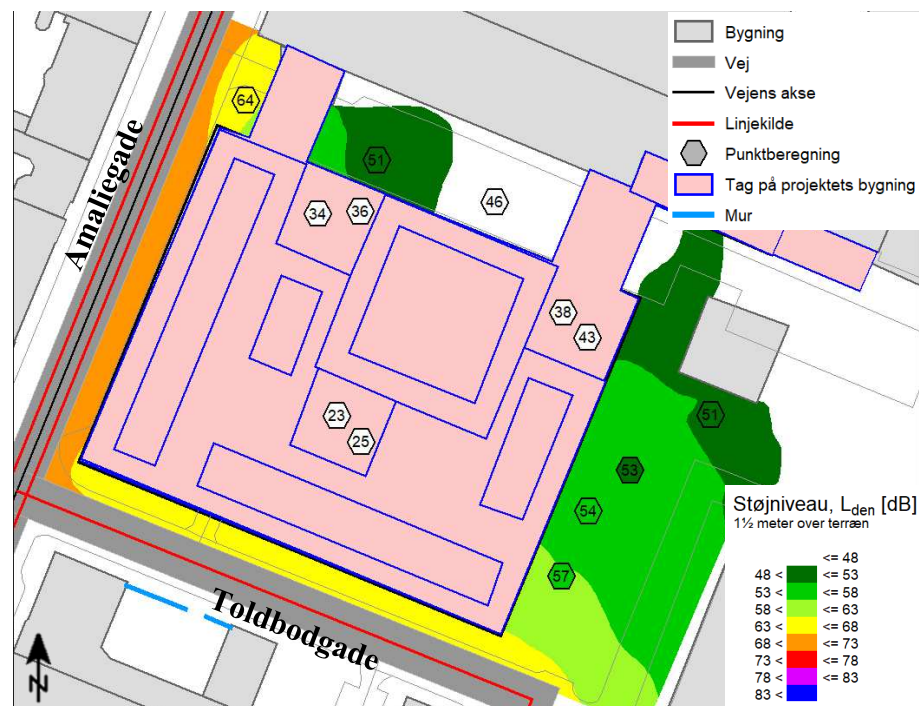 Bygning
Vej
Vejens akse
Linjekilde
Punktberegning
Tag på projektets bygning
Mur
Amaliegade
64
51
46
34
36
38
43
23
25
51
53
54
57
Toldbodgade
N
Støjniveau, Lden [dB]
1½ meter over terræn
<= 48
48 < <= 53
53 < <= 58
58 < <= 63
63 < <= 68
68 < <= 73
73 < <= 78
78 < <= 83
83 <